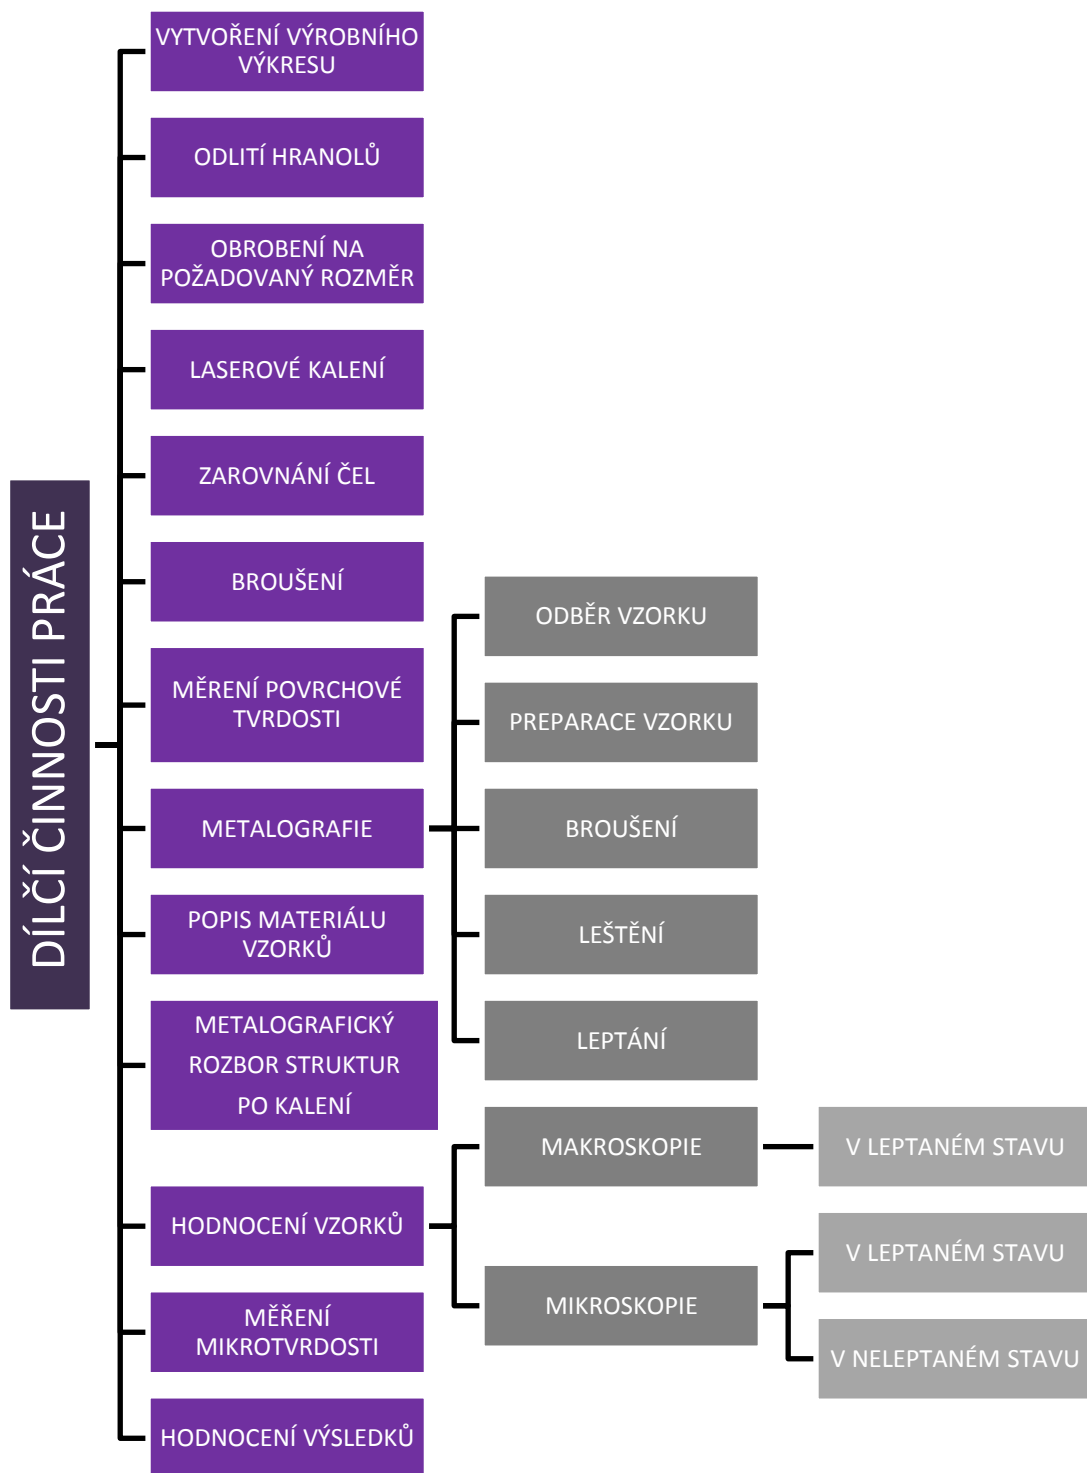 DÍLČÍ ČINNOSTI PRÁCE
VYTVOŘENÍ VÝROBNÍHO
VÝKRESU
ODLITÍ HRANOLŮ
OBROBENÍ NA
POŽADOVANÝ ROZMĚR
LASEROVÉ KALENÍ
ZAROVNÁNÍ ČEL
BROUŠENÍ
MĚRENÍ POVRCHOVÉ
TVRDOSTI
METALOGRAFIE
ODBĚR VZORKU
PREPARACE VZORKU
BROUŠENÍ
LEŠTĚNÍ
LEPTÁNÍ
POPIS MATERIÁLU
VZORKŮ
METALOGRAFICKÝ
ROZBOR STRUKTUR
PO KALENÍ
HODNOCENÍ VZORKŮ
MAKROSKOPIE
V LEPTANÉM STAVU
MIKROSKOPIE
V LEPTANÉM STAVU
V NELEPTANÉM STAVU
MĚŘENÍ
MIKROTVRDOSTI
HODNOCENÍ VÝSLEDKŮ